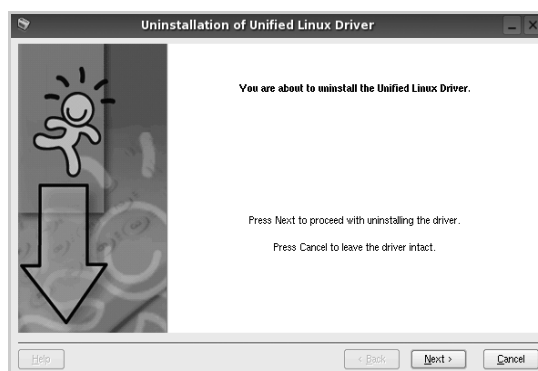 Uninstallation of Unified Linux Driver
You are about to uninstall the Unified Linux Driver.
Press Next to proceed with uninstalling the driver.
Press Cancel to leave the driver intact.
Help
< Back
Next >
Cancel